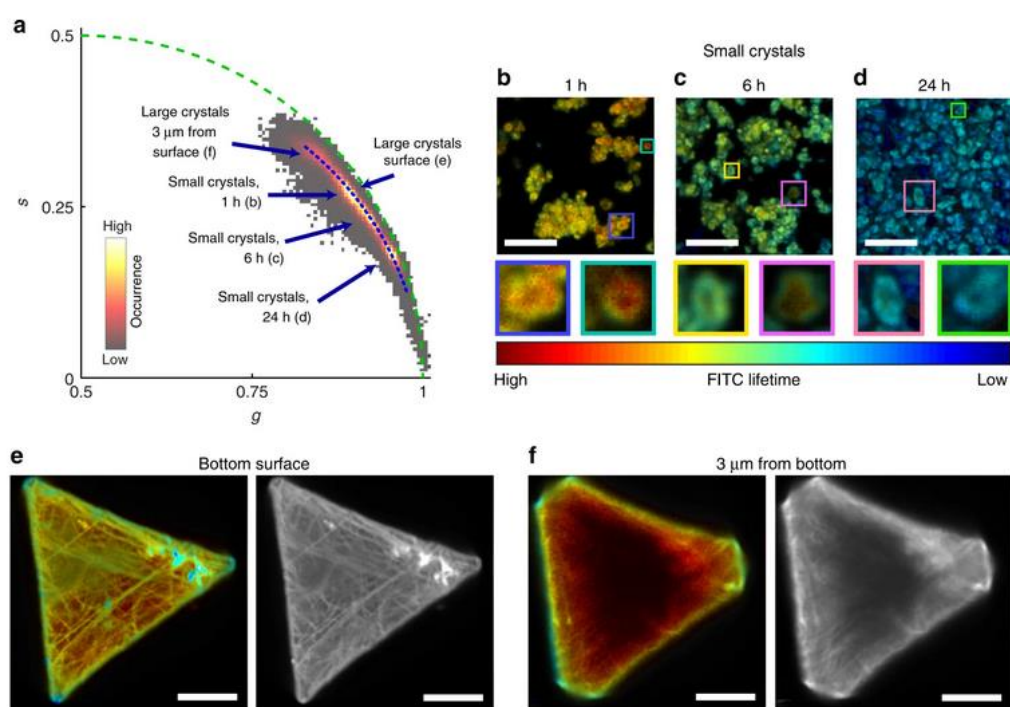 a
0.5
0.25
0
s
0.5
0.75
1
g
High
Low
Occurrence
Large crystals
3 μm from
surface (f)
Large crystals
surface (e)
Small crystals,
1 h (b)
Small crystals,
6 h (c)
Small crystals,
24 h (d)
Small crystals
b
1 h
c
6 h
d
24 h
High
FITC lifetime
Low
e
Bottom surface
f
3 μm from bottom